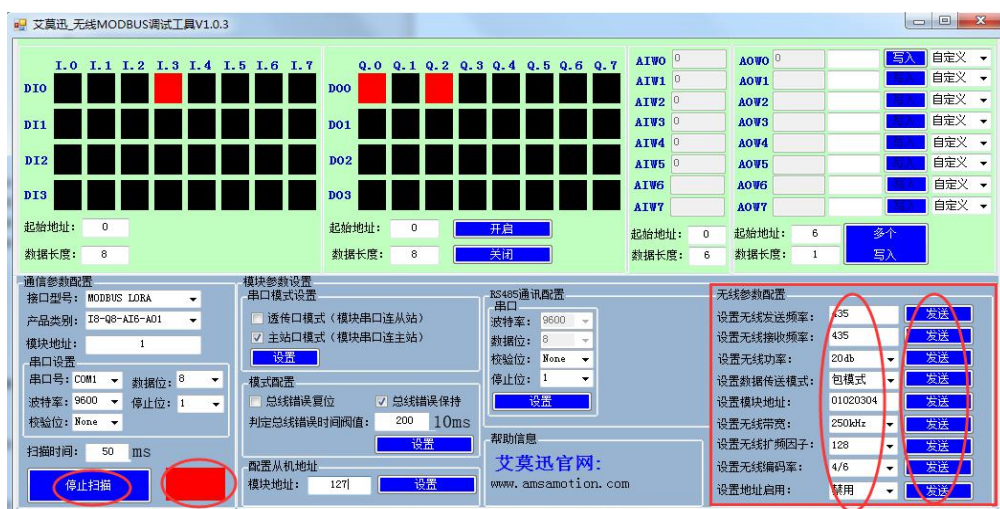 艾莫迅_无线MODBUS调试工具V1.0.3
I.0 I.1 I.2 I.3 I.4 I.5 I.6 I.7
DI0
DI1
DI2
DI3
起始地址: 0
数据长度: 8
Q.0 Q.1 Q.2 Q.3 Q.4 Q.5 Q.6 Q.7
DO0
DO1
DO2
DO3
起始地址: 0 开启
数据长度: 8 关闭
AIW0 0
AIW1 0
AIW2 0
AIW3 0
AIW4 0
AIW5 0
AIW6
AIW7
起始地址: 0
数据长度: 6
AOW0 0 写入 自定义
AOW1 自定义
AOW2 自定义
AOW3 自定义
AOW4 自定义
AOW5 自定义
AOW6 自定义
AOW7 自定义
起始地址: 6
数据长度: 1
多个
写入
通信参数配置
接口型号: MODBUS LORA
产品类别: I8-Q8-AI6-AO1
模块地址: 1
串口设置
串口号: COM1 数据位: 8
波特率: 9600 停止位: 1
校验位: None
扫描时间: 50 ms
停止扫描
模块参数设置
串口模式设置
透传口模式(模块串口连从站)
主站口模式(模块串口连主站)
设置
模式配置
总线错误复位 总线错误保持
判定总线错误时间阀值: 200 10ms
设置
配置从机地址
模块地址: 127 设置
RS485通讯配置
串口
波特率: 9600
数据位: 8
校验位: None
停止位: 1
设置
帮助信息
艾莫迅官网:
www.amsamotion.com
无线参数配置
设置无线发送频率: 435 发送
设置无线接收频率: 435 发送
设置无线功率: 20db 发送
设置数据传送模式: 包模式 发送
设置模块地址: 01020304 发送
设置无线带宽: 250kHz 发送
设置无线扩频因子: 128 发送
设置无线编码率: 4/6 发送
设置地址启用: 禁用 发送